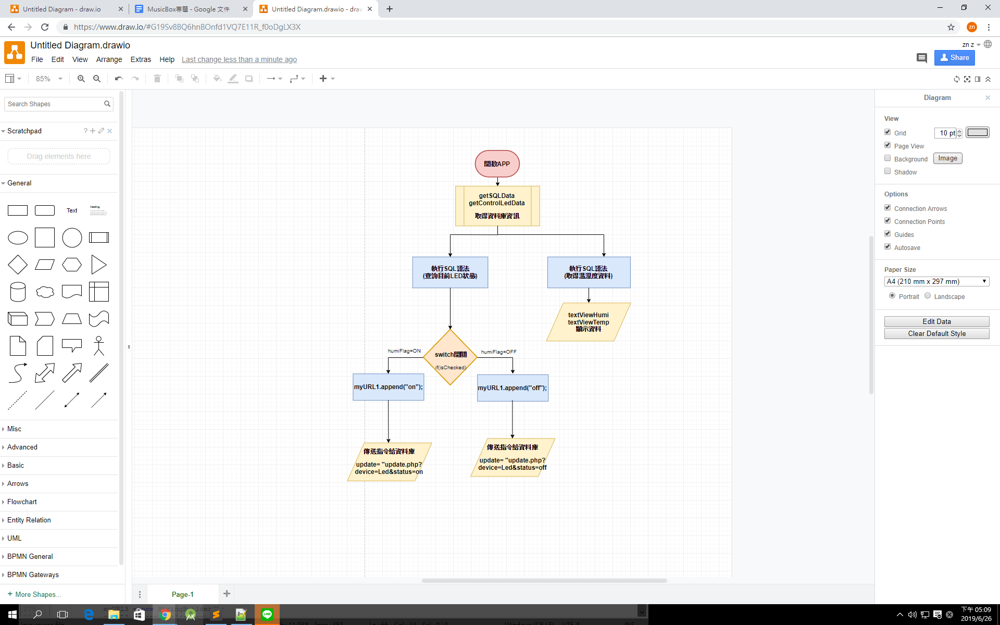 Untitled Diagram - draw.io
MusicBox專題 - Google 文件
Untitled Diagram.drawio - draw
https://www.draw.io/#G19Sv8BQ6hnBOnfd1VQ7E11R_f0oDgLX3X
zn
Untitled Diagram.drawio
zn z
File Edit View Arrange Extras Help Last change less than a minute ago
Share
85%
Search Shapes
Scratchpad
?
Drag elements here
General
Text
Heading
Misc
Advanced
Basic
Arrows
Flowchart
Entity Relation
UML
BPMN General
BPMN Gateways
+ More Shapes...
開啟APP
getSQLData
getControlLedData
取得資料庫資訊
執行SQL語法
(查詢目前LED狀態)
執行SQL語法
(取得溫溼度資料)
textViewHumi
textViewTemp
顯示資料
humiFlag=ON
switch開關
if(isChecked)
humiFlag=OFF
myURL1.append("on");
myURL1.append("off");
傳送指令給資料庫
update= "update.php?
device=Led&status=on
傳送指令給資料庫
update= "update.php?
device=Led&status=off
Page-1
Diagram
View
Grid
10 pt
Page View
Background
Image
Shadow
Options
Connection Arrows
Connection Points
Guides
Autosave
Paper Size
A4 (210 mm x 297 mm)
Portrait
Landscape
Edit Data
Clear Default Style
LINE
下午 05:09
2019/6/26